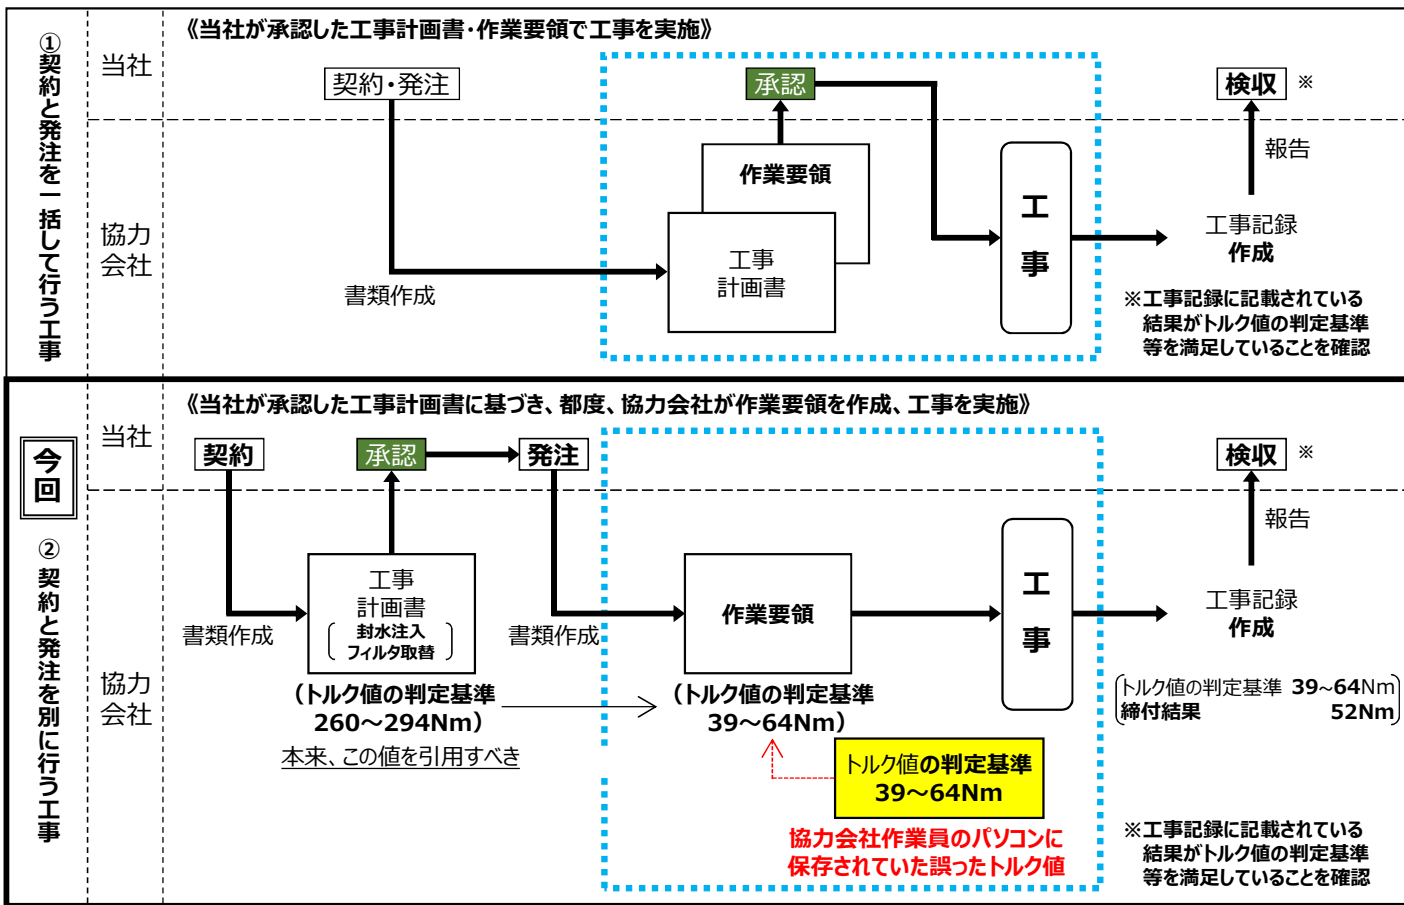 ①契約と発注を一括して行う工事
当社
協力
会社
《当社が承認した工事計画書・作業要領で工事を実施》
契約・発注
書類作成
承認
作業要領
工事
計画書
工事
検収 ※
報告
工事記録
作成
※工事記録に記載されている
結果がトルク値の判定基準
等を満足していることを確認
今回
②契約と発注を別に行う工事
当社
協力
会社
《当社が承認した工事計画書に基づき、都度、協力会社が作業要領を作成、工事を実施》
契約
書類作成
承認
工事
計画書
封水注入
フィルタ取替
(トルク値の判定基準
260～294Nm)
本来、この値を引用すべき
発注
書類作成
作業要領
(トルク値の判定基準
39～64Nm)
トルク値の判定基準
39～64Nm
協力会社作業員のパソコンに
保存されていた誤ったトルク値
工事
検収 ※
報告
工事記録
作成
トルク値の判定基準 39~64Nm
締付結果 52Nm
※工事記録に記載されている
結果がトルク値の判定基準
等を満足していることを確認